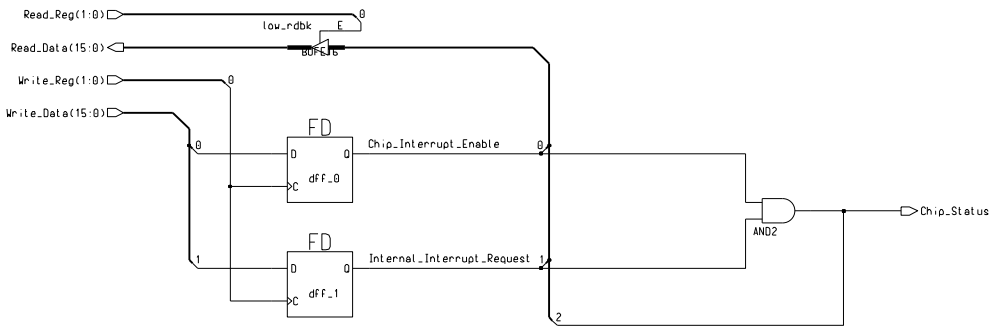 Read_Reg(1:0)
0
low_rdbk
E
Read_Data(15:0)
BUFE16
Write_Reg(1:0)
0
Write_Data(15:0)
FD
0
D
Q
Chip_Interrupt_Enable
0
dff_0
C
Chip_Status
AND2
FD
1
D
Q
Internal_Interrupt_Request
1
dff_1
C
2